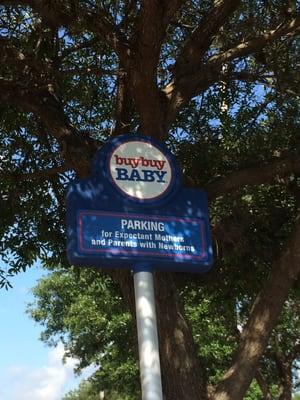 buybuy
BABY
PARKING
for Expectant Mothers
and Parents with Newborns